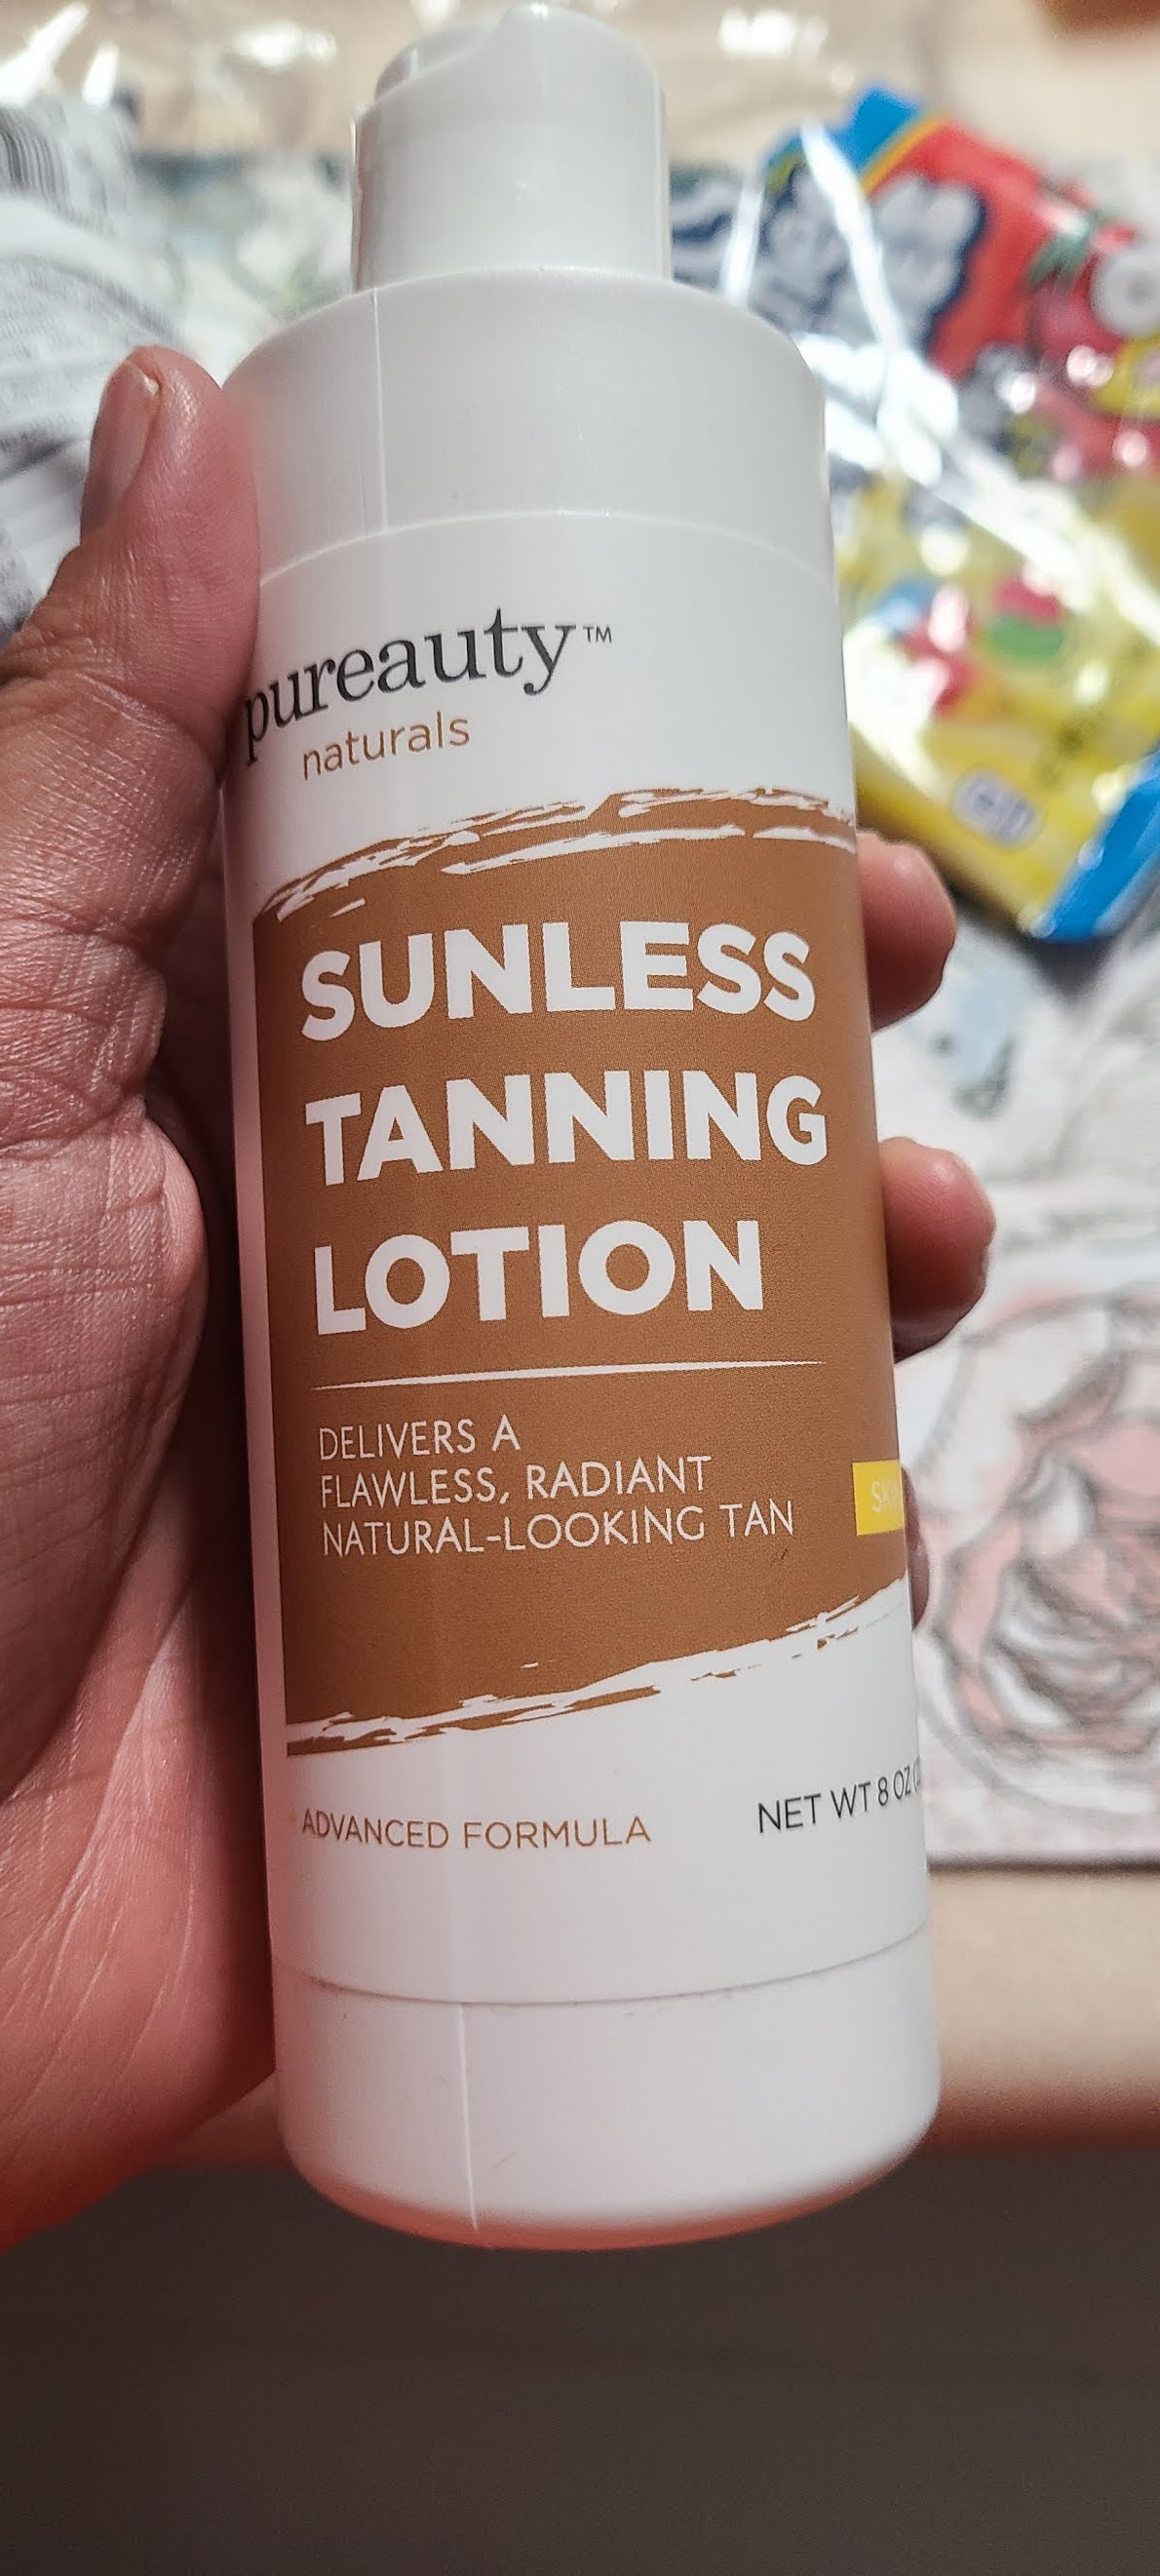 pureauty™
naturals
SUNLESS
TANNING
LOTION
DELIVERS A
FLAWLESS, RADIANT
NATURAL-LOOKING TAN
ADVANCED FORMULA
NET WT 8 OZ